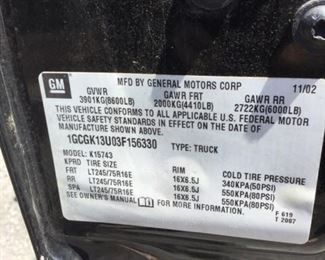 GM MFD BY GENERAL MOTORS CORP 11/02
GVWR GAWR FRT GAWR RR
3901KG(8600LB) 2000KG(4410LB) 2722KG(6000LB)
THIS VEHICLE CONFORMS TO ALL APPLICABLE U.S. FEDERAL MOTOR
VEHICLE SAFETY STANDARDS IN EFFECT ON THE DATE OF
MANUFACTURE SHOWN ABOVE.
1GCGK13U03F156330 TYPE: TRUCK
MODEL: K15743
KPRD TIRE SIZE RIM COLD TIRE PRESSURE
FRT LT245/75R16E 16X6.5J 340KPA(50PSI)
RR LT245/75R16E 16X6.5J 550KPA(80PSI)
SPA LT245/75R16E 16X6.5J 550KPA(80PSI)
SEE OWNER'S MANUAL FOR ADDITIONAL INFORMATION
F 619
T 2087